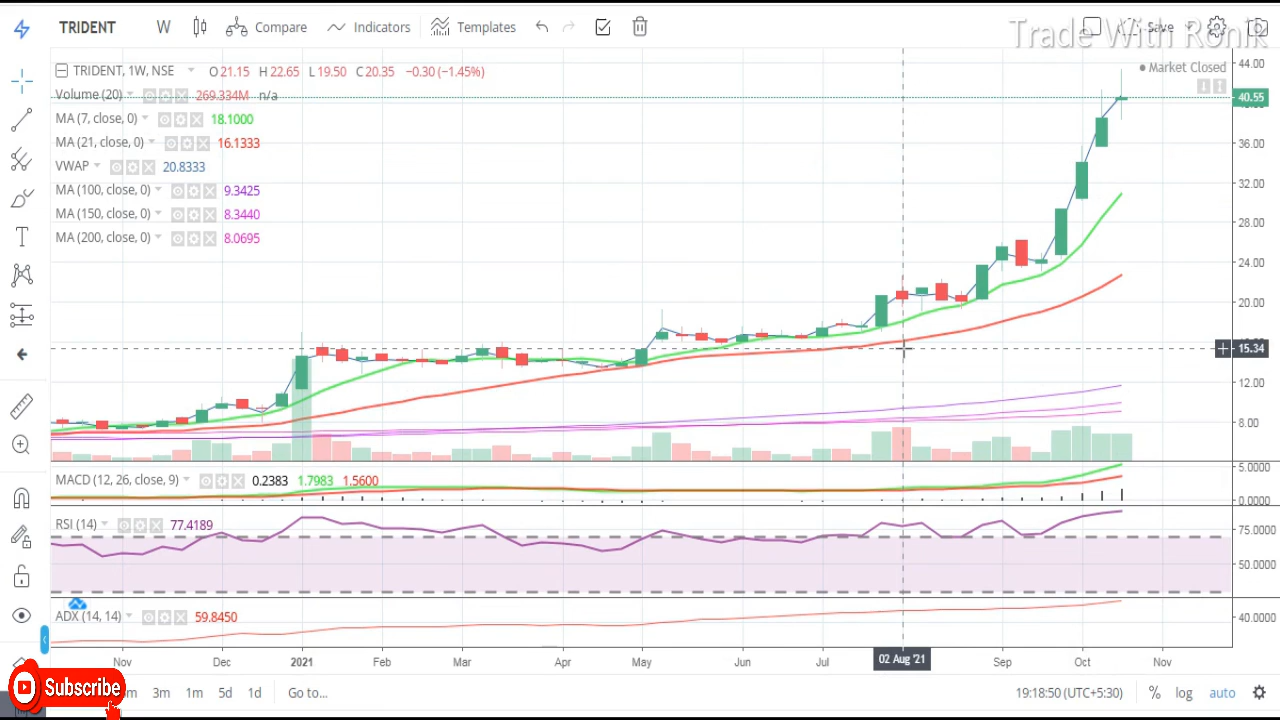 TRIDENT W Compare Indicators Templates Save
Trade With Ronik
TRIDENT, 1W, NSE O21.15 H22.65 L19.50 C20.35 −0.30 (−1.45%)
Market Closed
Volume (20) 269.334M n/a
MA (7, close, 0) 18.1000
MA (21, close, 0) 16.1333
VWAP 20.8333
MA (100, close, 0) 9.3425
MA (150, close, 0) 8.3440
MA (200, close, 0) 8.0695
44.00
40.55
36.00
32.00
28.00
24.00
20.00
15.34
12.00
8.00
MACD (12, 26, close, 9) 0.2383 1.7983 1.5600
5.0000
0.0000
RSI (14) 77.4189
75.0000
50.0000
ADX (14, 14) 59.8450
40.0000
Nov Dec 2021 Feb Mar Apr May Jun Jul 02 Aug '21 Sep Oct Nov
Subscribe
3m 1m 5d 1d Go to... 19:18:50 (UTC+5:30) % log auto